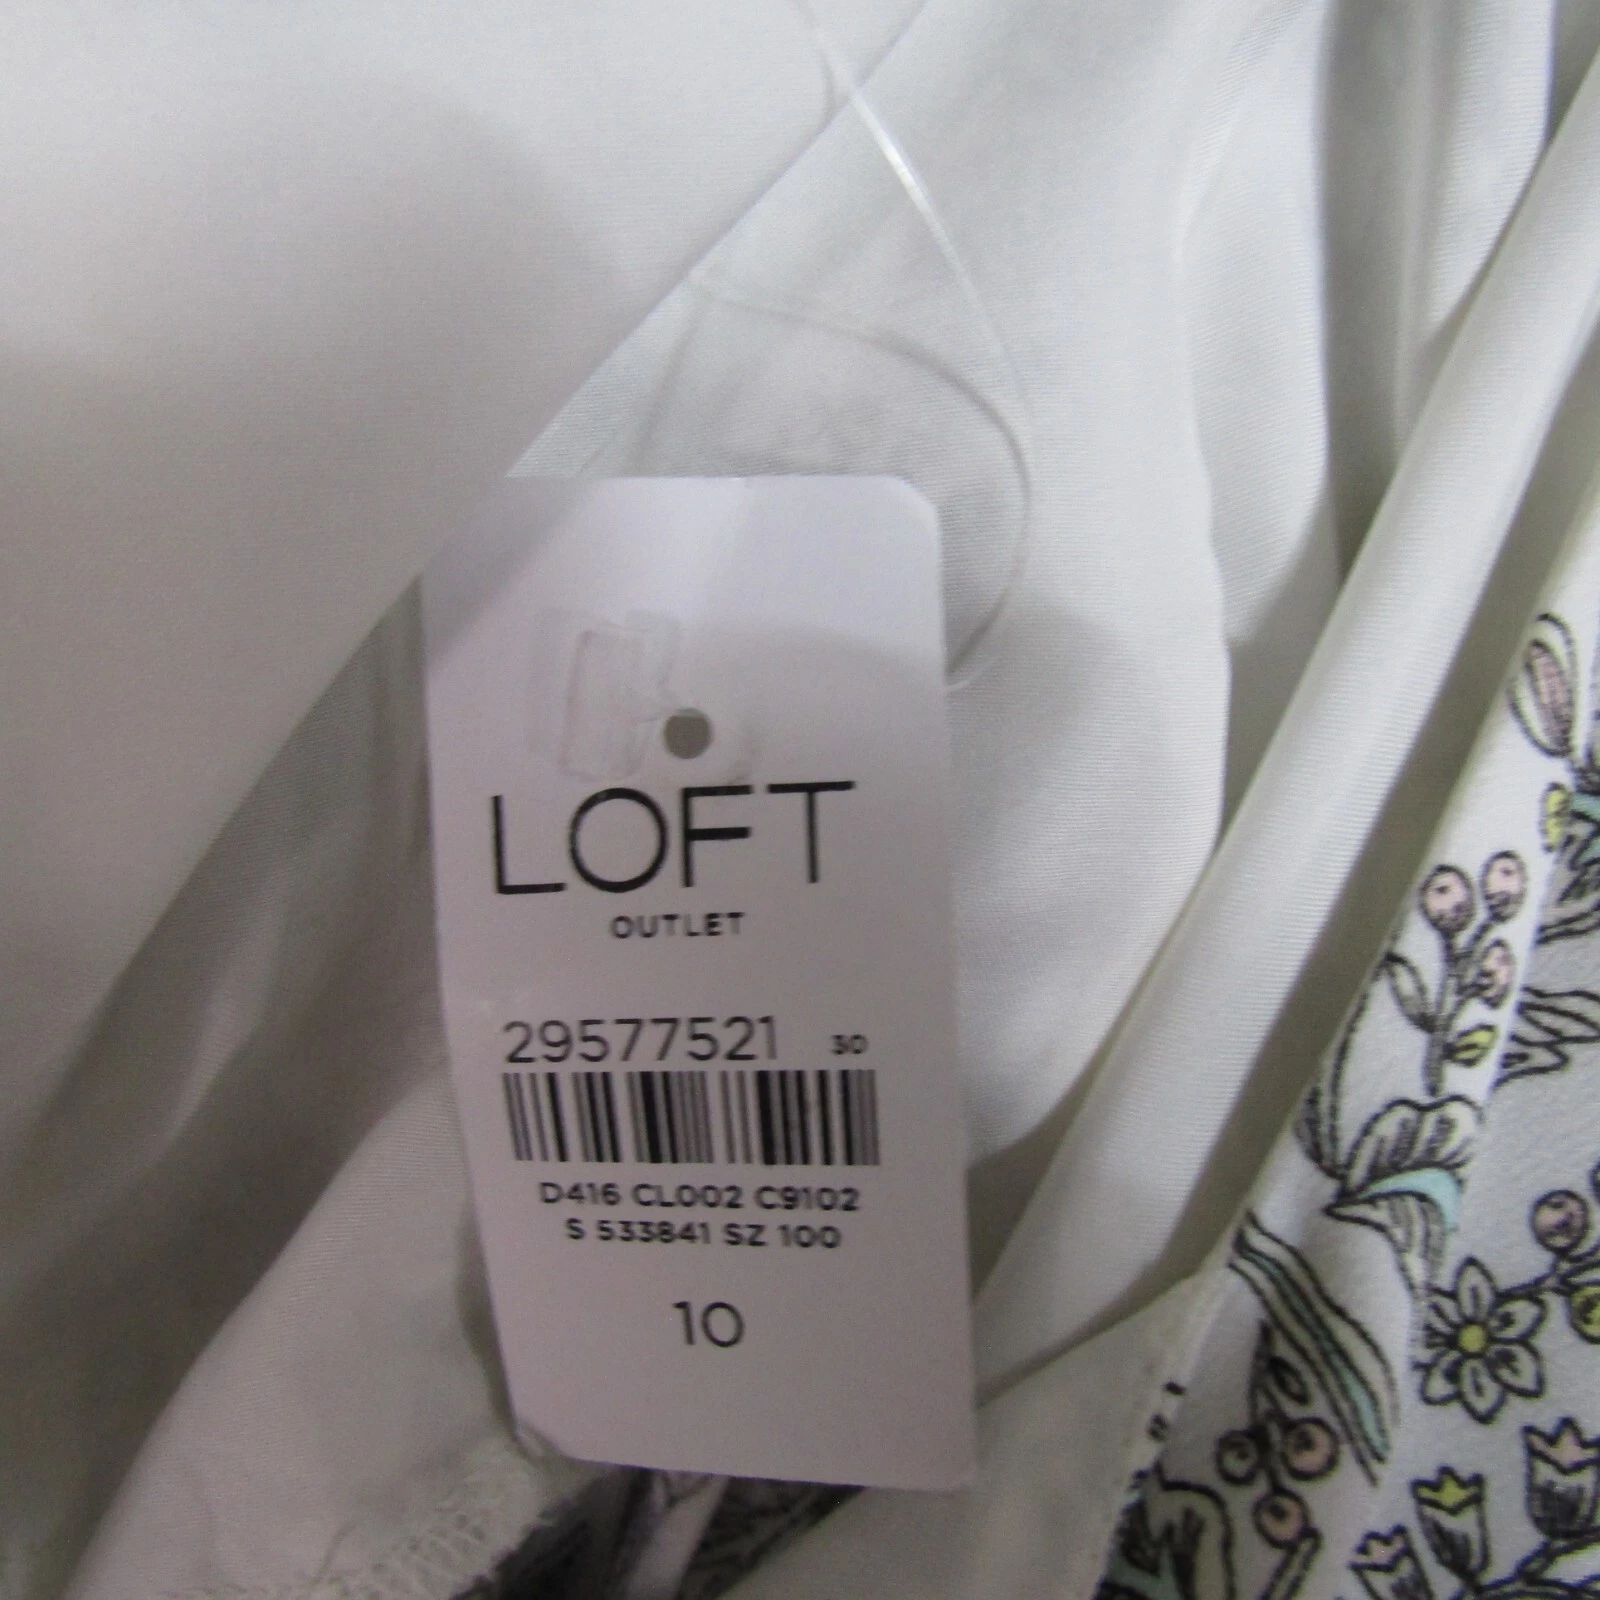 LOFT
OUTLET
29577521 30
D416 CL002 C9102
S 533841 SZ 100
10